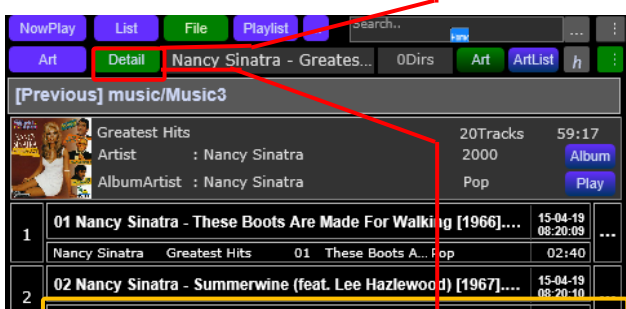 NowPlay List File Playlist Search.. ...
Art Detail Nancy Sinatra - Greates... 0Dirs Art ArtList h
[Previous] music/Music3
Greatest Hits 20Tracks 59:17
Artist : Nancy Sinatra 2000 Album
AlbumArtist : Nancy Sinatra Pop Play
1 01 Nancy Sinatra - These Boots Are Made For Walking [1966].... 15-04-19 08:20:09 ...
Nancy Sinatra Greatest Hits 01 These Boots A... Pop 02:40
2 02 Nancy Sinatra - Summerwine (feat. Lee Hazlewood) [1967].... 15-04-19 08:20:10